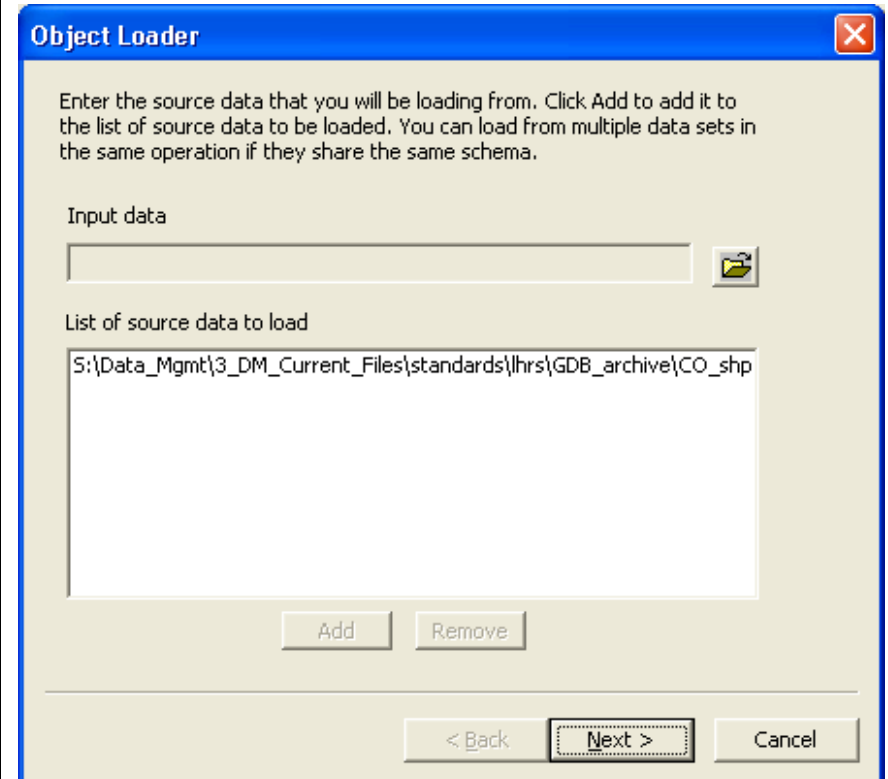 Object Loader
Enter the source data that you will be loading from. Click Add to add it to
the list of source data to be loaded. You can load from multiple data sets in
the same operation if they share the same schema.
Input data
List of source data to load
S:\Data_Mgmt\3_DM_Current_Files\standards\lhrs\GDB_archive\CO_shp
Add Remove
< Back Next > Cancel